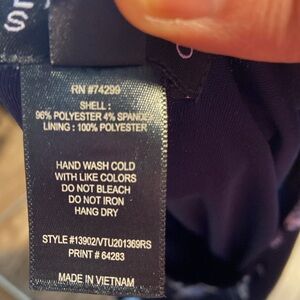 S
RN #74299
SHELL :
96% POLYESTER 4% SPANDE
LINING : 100% POLYESTER
HAND WASH COLD
WITH LIKE COLORS
DO NOT BLEACH
DO NOT IRON
HANG DRY
STYLE #13902/VTU201369RS
PRINT # 64283
MADE IN VIETNAM